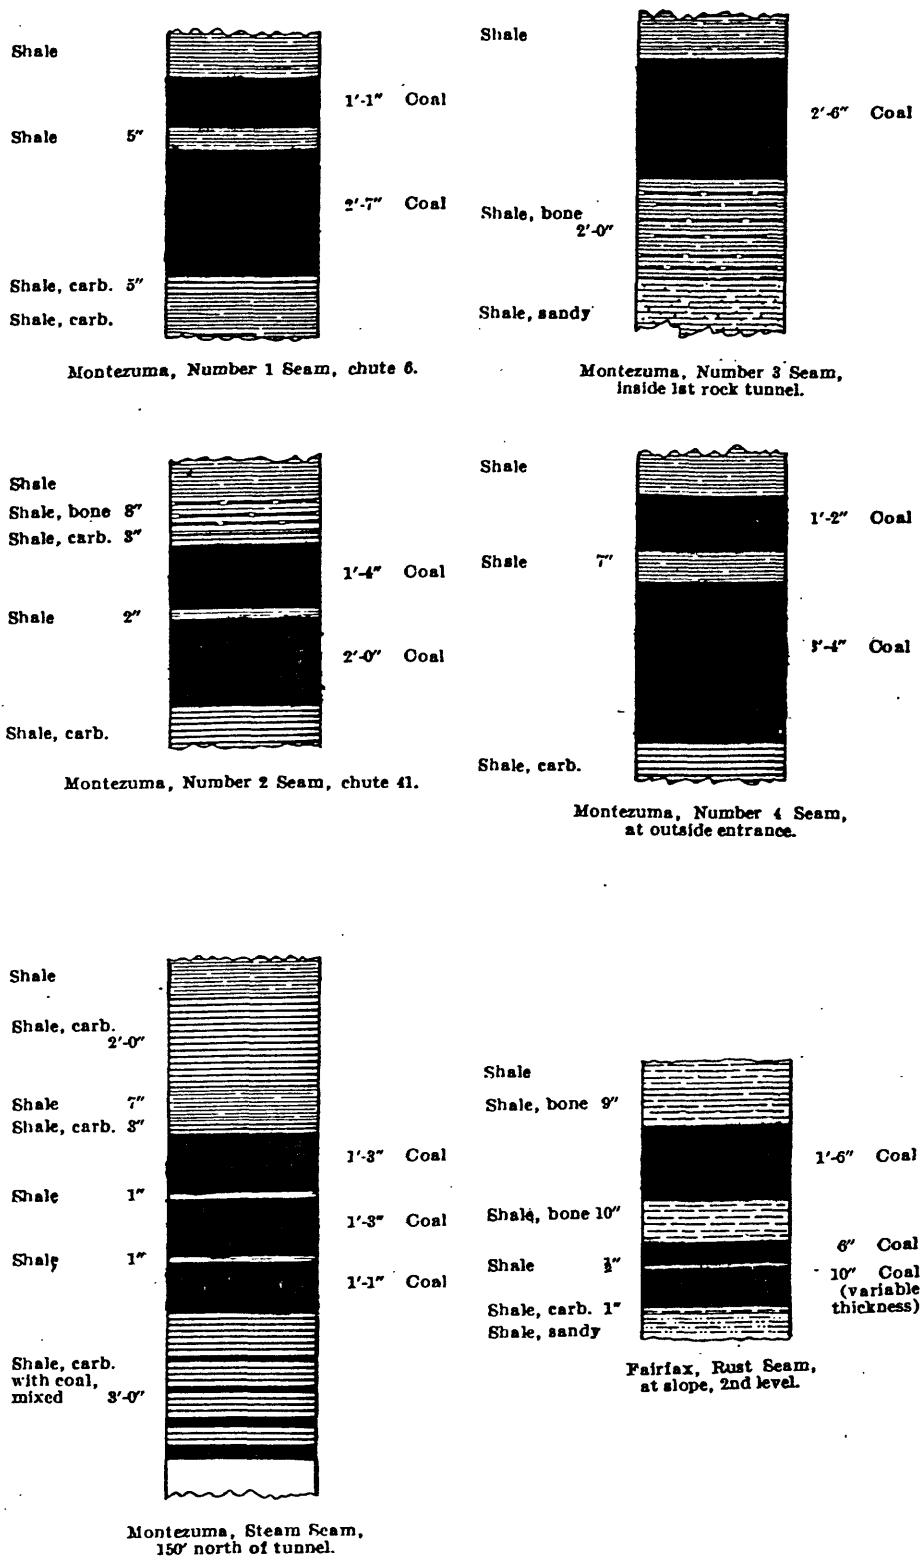 Shale
1'-1" Coal
Shale 5"
2'-7" Coal
Shale, carb. 5"
Shale, carb.
Montezuma, Number 1 Seam, chute 6.
Shale
2'-6" Coal
Shale, bone
2'-0"
Shale, sandy
Montezuma, Number 3 Seam,
inside 1st rock tunnel.
Shale
Shale, bone 8"
Shale, carb. 3"
1'-4" Coal
Shale 2"
2'-0" Coal
Shale, carb.
Montezuma, Number 2 Seam, chute 41.
Shale
1'-2" Coal
Shale 7"
3'-4" Coal
Shale, carb.
Montezuma, Number 4 Seam,
at outside entrance.
Shale
Shale, carb.
2'-0"
Shale 7"
Shale, carb. 3"
1'-3" Coal
Shale 1"
1'-3" Coal
Shale 1"
1'-1" Coal
Shale, carb.
with coal,
mixed 3'-0"
Montezuma, Steam Seam,
150' north of tunnel.
Shale
Shale, bone 9"
1'-6" Coal
Shale, bone 10"
6" Coal
Shale ½"
10" Coal
(variable
thickness)
Shale, carb. 1"
Shale, sandy
Fairfax, Rust Seam,
at slope, 2nd level.